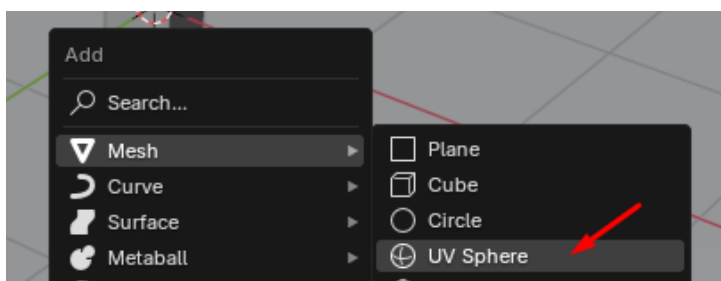 Add
Search...
Mesh
Curve
Surface
Metaball
Plane
Cube
Circle
UV Sphere